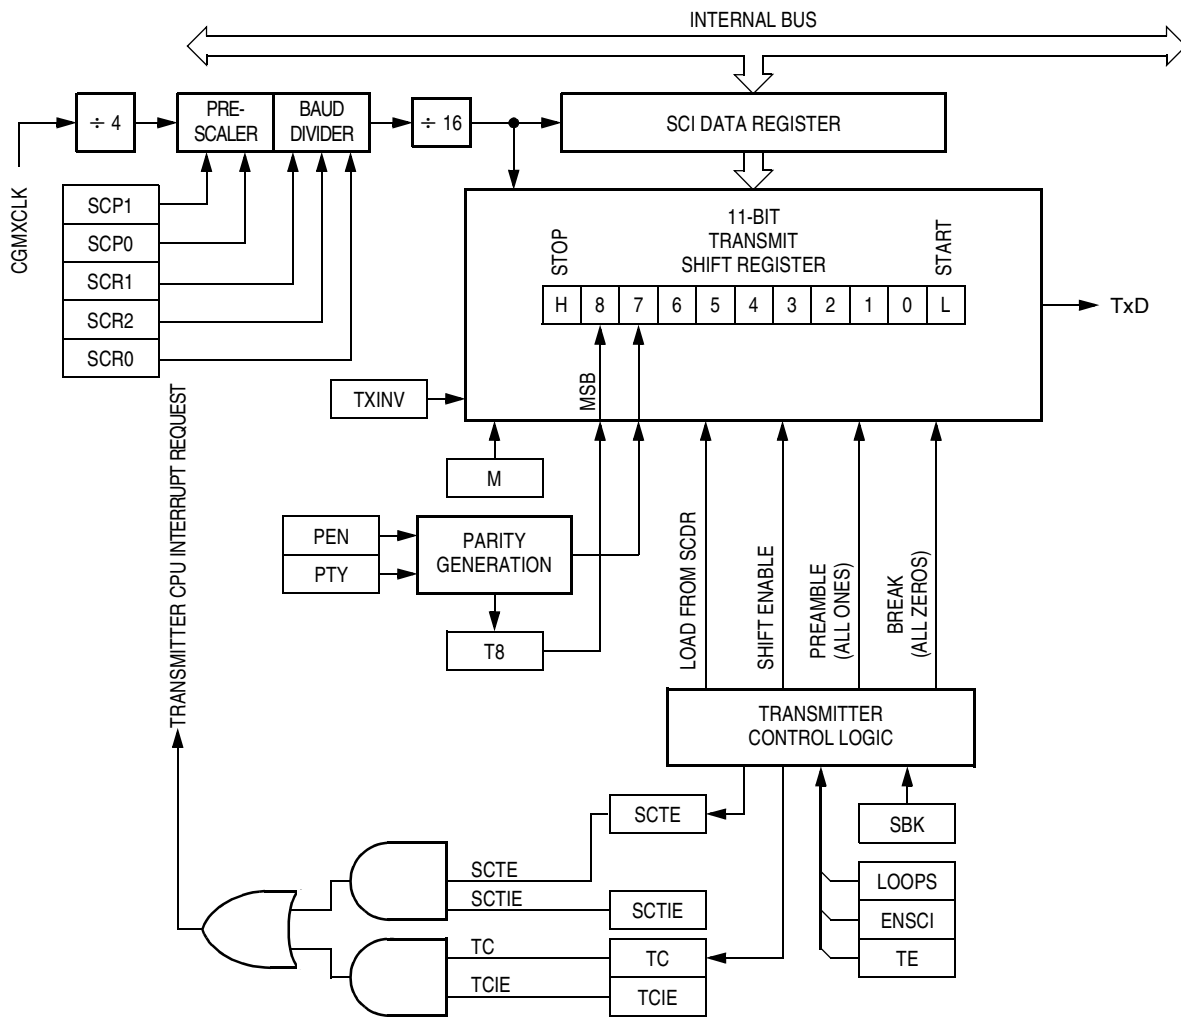 INTERNAL BUS
÷ 4
PRE-
SCALER
BAUD
DIVIDER
÷ 16
SCI DATA REGISTER
CGMXCLK
SCP1
SCP0
SCR1
SCR2
SCR0
11-BIT
TRANSMIT
SHIFT REGISTER
STOP
START
H 8 7 6 5 4 3 2 1 0 L
TxD
MSB
TXINV
M
PEN
PTY
PARITY
GENERATION
T8
LOAD FROM SCDR
SHIFT ENABLE
PREAMBLE
(ALL ONES)
BREAK
(ALL ZEROS)
TRANSMITTER CPU INTERRUPT REQUEST
TRANSMITTER
CONTROL LOGIC
SCTE
SBK
SCTE
LOOPS
SCTIE
SCTIE
ENSCI
TC
TC
TE
TCIE
TCIE